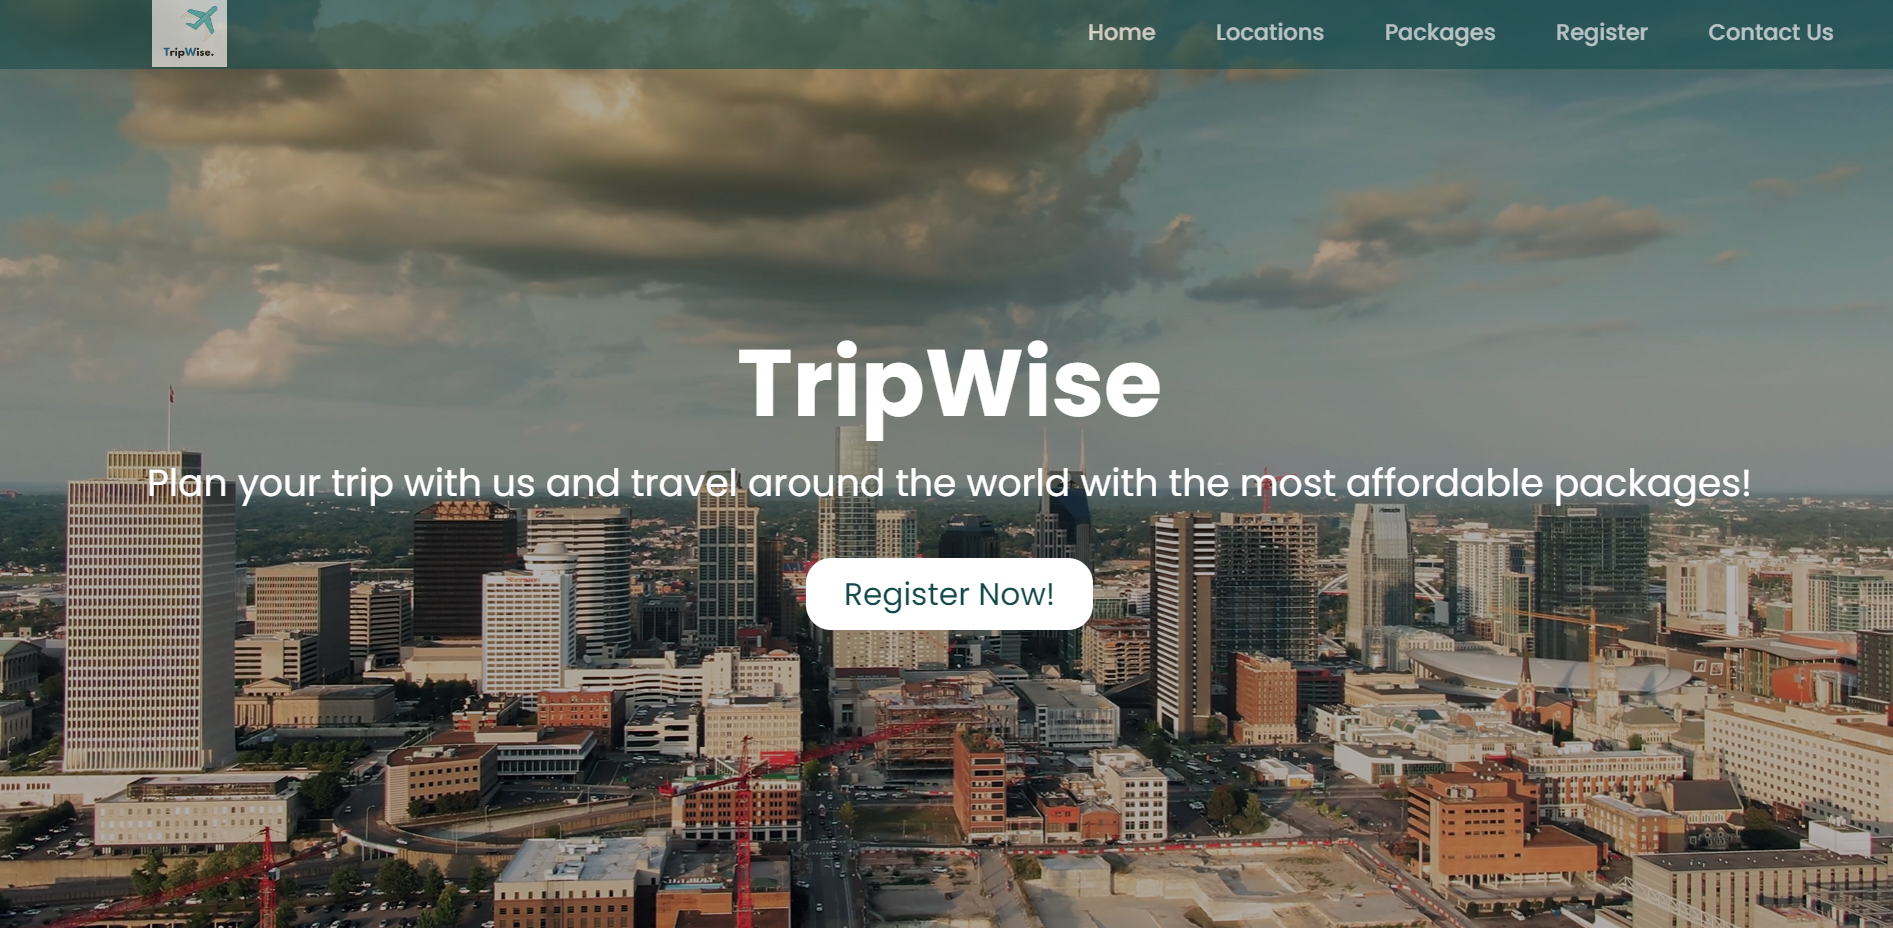 TripWise.
Home Locations Packages Register Contact Us
TripWise
Plan your trip with us and travel around the world with the most affordable packages!
Register Now!